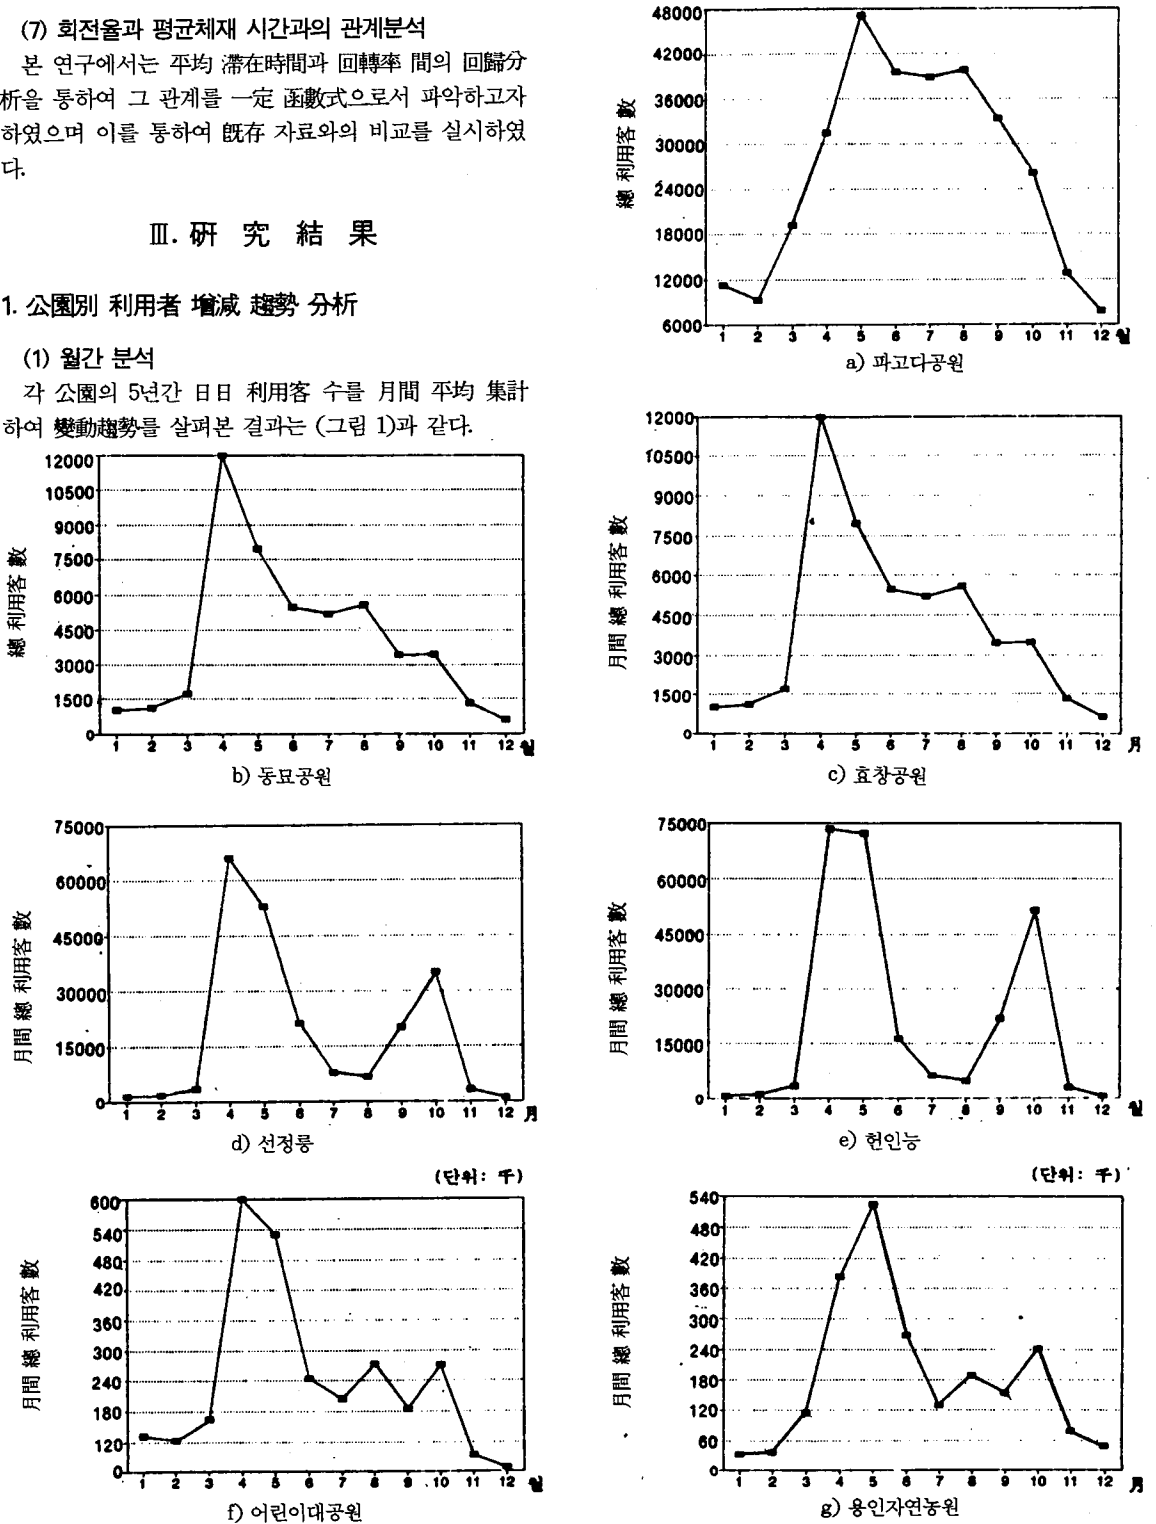 (7) 회전율과 평균체재 시간과의 관계분석
본 연구에서는 平均 滯在時間과 回轉率 間의 回歸分
析을 통하여 그 관계를 一定 函數式으로서 파악하고자
하였으며 이를 통하여 旣存 자료와의 비교를 실시하였
다.
Ⅲ. 硏 究 結 果
1. 公園別 利用者 增減 趨勢 分析
(1) 월간 분석
각 公園의 5년간 日日 利用客 수를 月間 平均 集計
하여 變動趨勢를 살펴본 결과는 (그림 1)과 같다.
總 利用客 數
48000
42000
36000
30000
24000
18000
12000
6000
1 2 3 4 5 6 7 8 9 10 11 12 월
a) 파고다공원
總 利用客 數
12000
10500
9000
7500
6000
4500
3000
1500
0
1 2 3 4 5 6 7 8 9 10 11 12 월
b) 동묘공원
月間 總 利用客 數
12000
10500
9000
7500
6000
4500
3000
1500
0
1 2 3 4 5 6 7 8 9 10 11 12 月
c) 효창공원
月間 總 利用客 數
75000
60000
45000
30000
15000
0
1 2 3 4 5 6 7 8 9 10 11 12 月
d) 선정릉
月間 總 利用客 數
75000
60000
45000
30000
15000
0
1 2 3 4 5 6 7 8 9 10 11 12 월
e) 헌인능
(단위: 千)
月間 總 利用客 數
600
540
480
420
360
300
240
180
120
0
1 2 3 4 5 6 7 8 9 10 11 12 월
f) 어린이대공원
(단위: 千)
月間 總 利用客 數
540
480
420
360
300
240
180
120
60
0
1 2 3 4 5 6 7 8 9 10 11 12 月
g) 용인자연농원